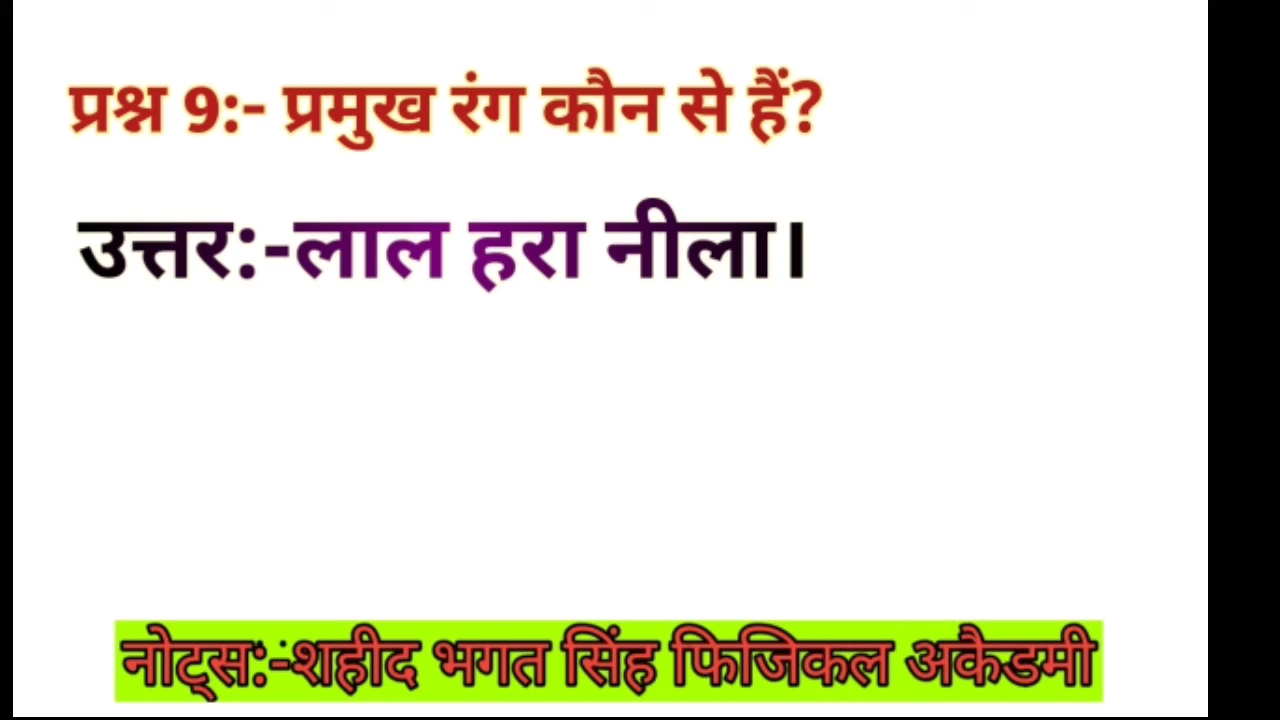 प्रश्न 9:- प्रमुख रंग कौन से हैं?
उत्तर:-लाल हरा नीला।
नोट्स:-शहीद भगत सिंह फिजिकल अकैडमी